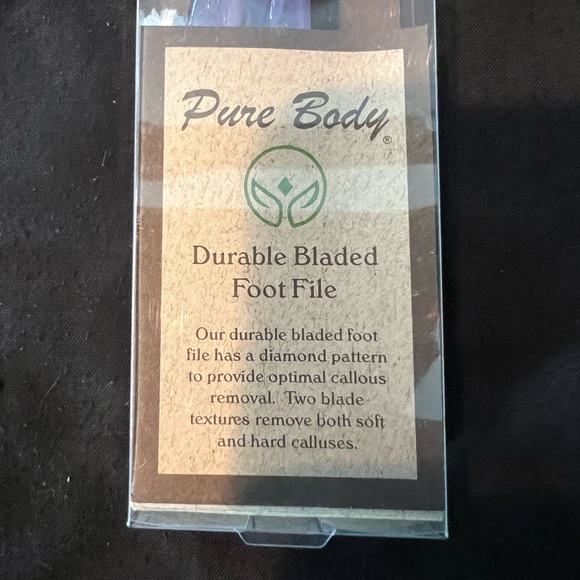 Pure Body®
Durable Bladed
Foot File
Our durable bladed foot
file has a diamond pattern
to provide optimal callous
removal. Two blade
textures remove both soft
and hard calluses.